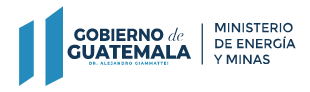 GOBIERNO de
GUATEMALA
DR. ALEJANDRO GIAMMATTEI
MINISTERIO
DE ENERGÍA
Y MINAS